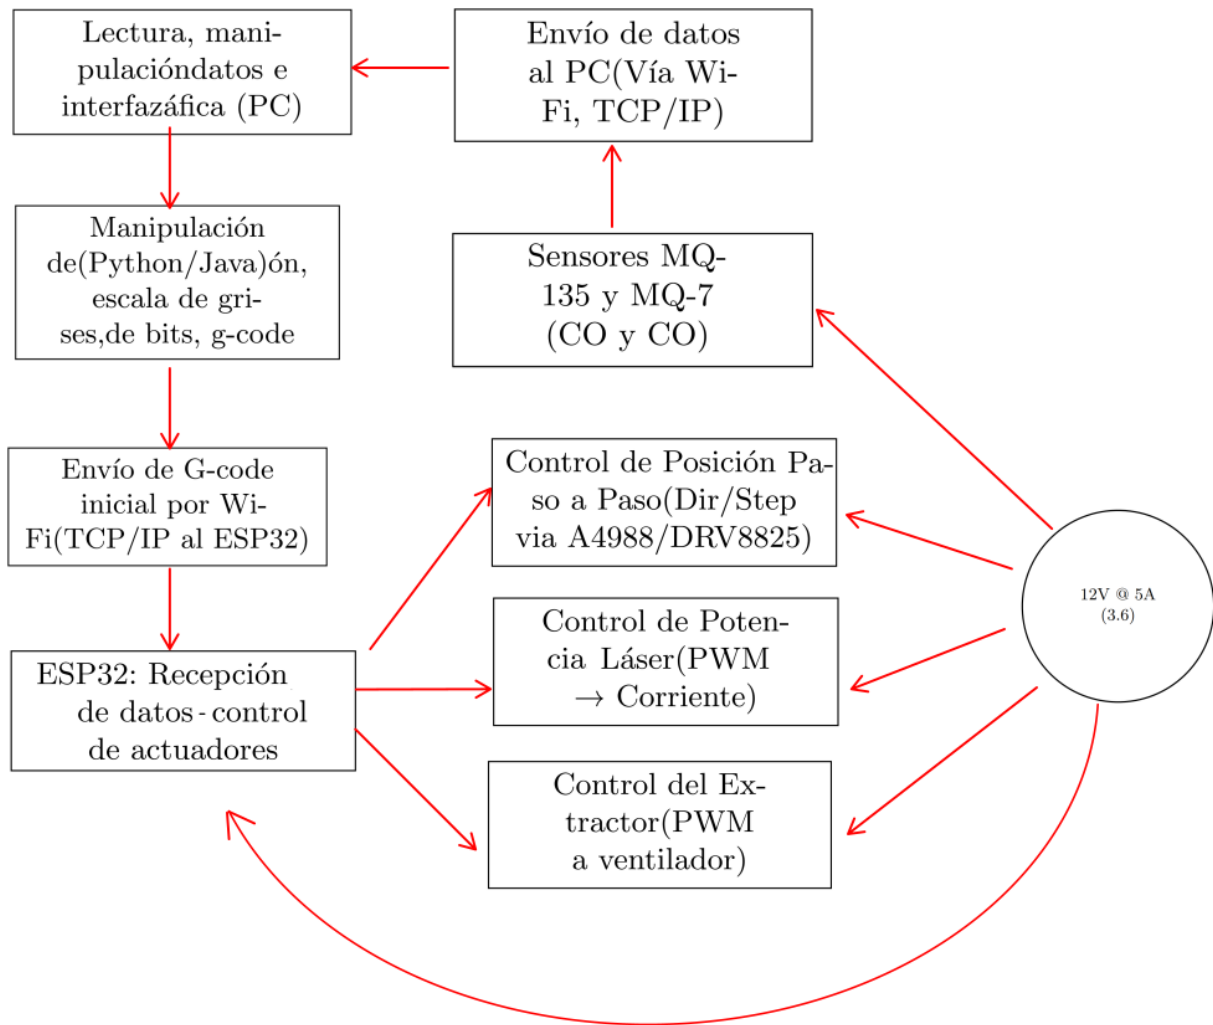 Lectura, mani-
pulacióndatos e
interfazáfica (PC)
Envío de datos
al PC(Vía Wi-
Fi, TCP/IP)
Manipulación
de(Python/Java)ón,
escala de gri-
ses,de bits, g-code
Sensores MQ-
135 y MQ-7
(CO y CO)
Envío de G-code
inicial por Wi-
Fi(TCP/IP al ESP32)
Control de Posición Pa-
so a Paso(Dir/Step
via A4988/DRV8825)
12V @ 5A
(3.6)
Control de Poten-
cia Láser(PWM
→ Corriente)
ESP32: Recepción
de datos-control
de actuadores
Control del Ex-
tractor(PWM
a ventilador)